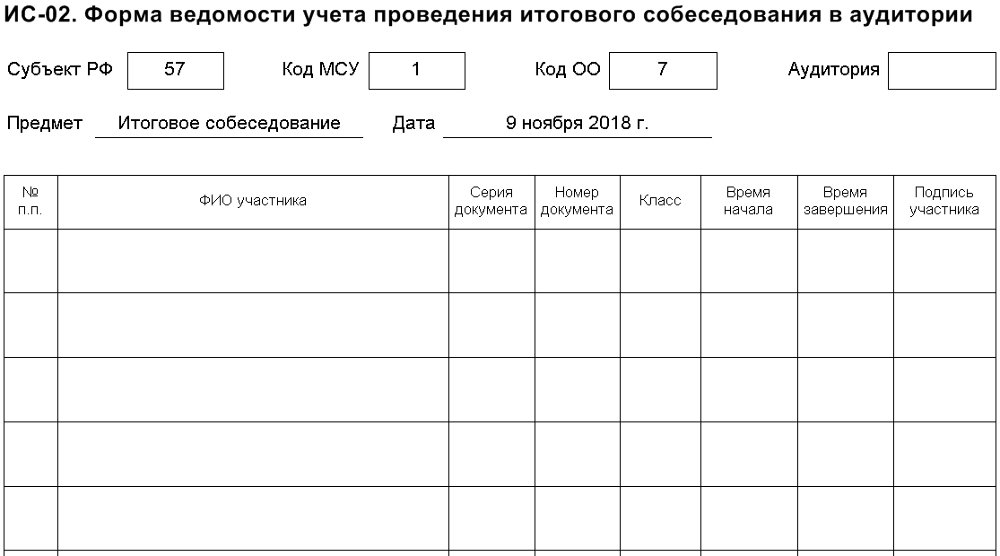 ИС-02. Форма ведомости учета проведения итогового собеседования в аудитории
Субъект РФ 57 Код МСУ 1 Код ОО 7 Аудитория
Предмет Итоговое собеседование Дата 9 ноября 2018 г.
№ п.п. ФИО участника Серия документа Номер документа Класс Время начала Время завершения Подпись участника